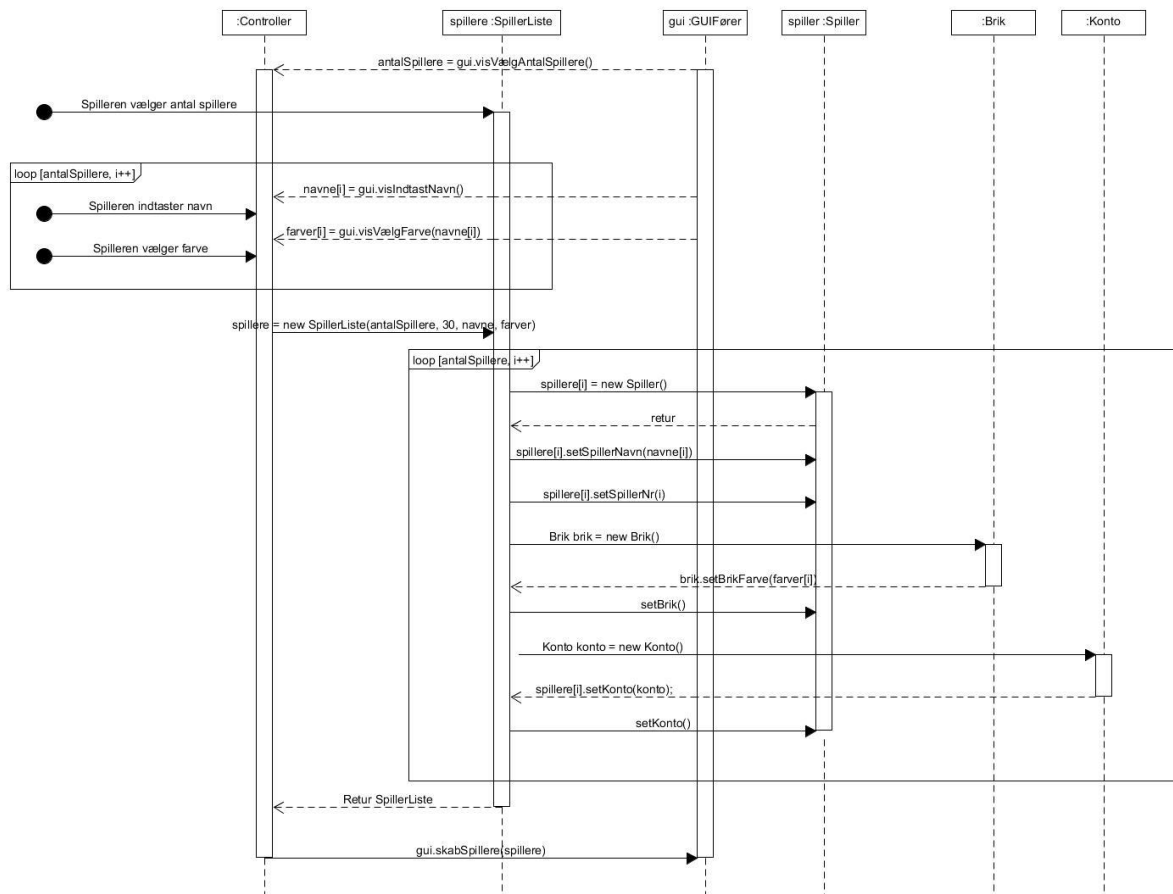 :Controller
spillere :SpillerListe
gui :GUIFører
spiller :Spiller
:Brik
:Konto
antalSpillere = gui.visVælgAntalSpillere()
Spilleren vælger antal spillere
loop [antalSpillere, i++]
navne[i] = gui.visIndtastNavn()
Spilleren indtaster navn
farver[i] = gui.visVælgFarve(navne[i])
Spilleren vælger farve
spillere = new SpillerListe(antalSpillere, 30, navne, farver)
loop [antalSpillere, i++]
spillere[i] = new Spiller()
retur
spillere[i].setSpillerNavn(navne[i])
spillere[i].setSpillerNr(i)
Brik brik = new Brik()
brik.setBrikFarve(farver[i])
setBrik()
Konto konto = new Konto()
spillere[i].setKonto(konto);
setKonto()
Retur SpillerListe
gui.skabSpillere(spillere)